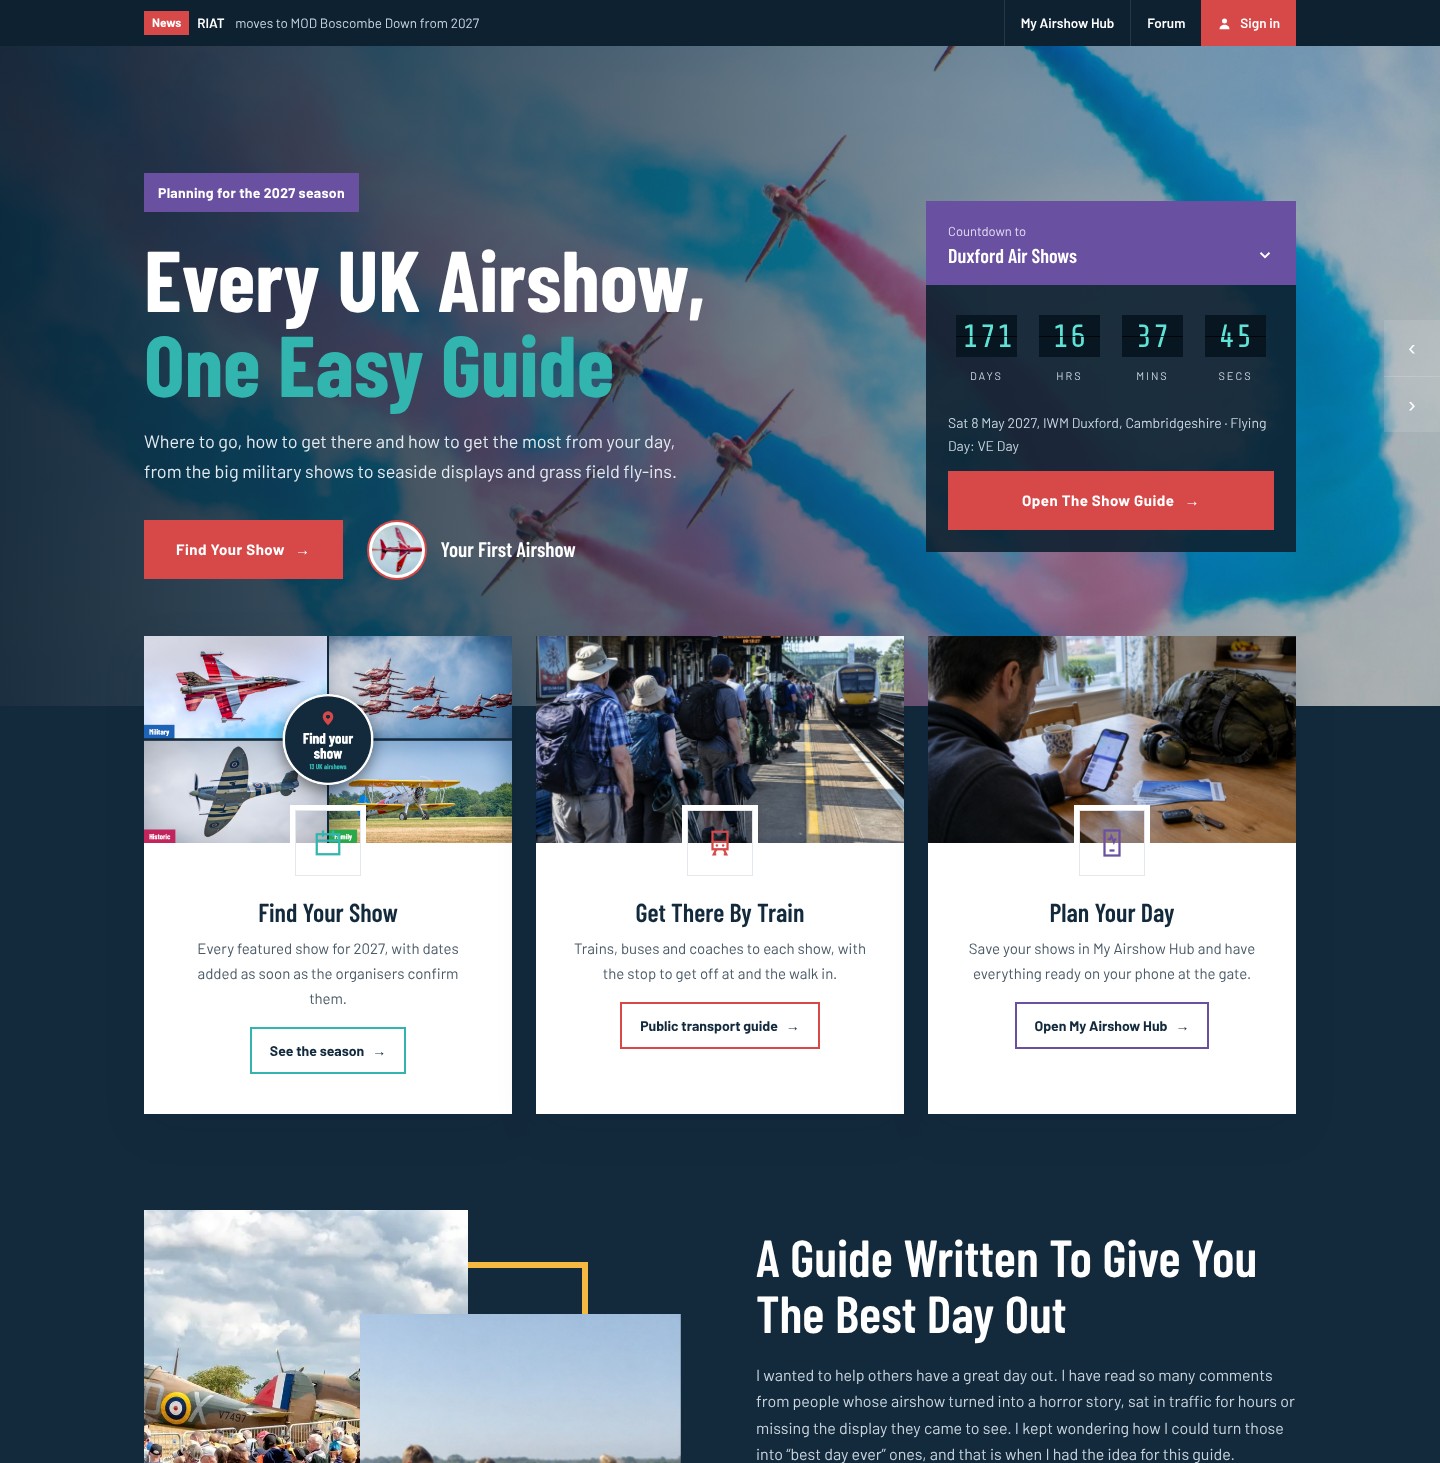 News RIAT moves to MOD Boscombe Down from 2027
My Airshow Hub
Forum
Sign in
Planning for the 2027 season
Every UK Airshow,
One Easy Guide
Where to go, how to get there and how to get the most from your day,
from the big military shows to seaside displays and grass field fly-ins.
Find Your Show →
Your First Airshow
Countdown to
Duxford Air Shows
171 16 37 45
DAYS HRS MINS SECS
Sat 8 May 2027, IWM Duxford, Cambridgeshire · Flying
Day: VE Day
Open The Show Guide →
‹
›
Military
Find your
show
12 UK airshows
Historic
Find Your Show
Every featured show for 2027, with dates
added as soon as the organisers confirm
them.
See the season →
Get There By Train
Trains, buses and coaches to each show, with
the stop to get off at and the walk in.
Public transport guide →
Plan Your Day
Save your shows in My Airshow Hub and have
everything ready on your phone at the gate.
Open My Airshow Hub →
V7497
A Guide Written To Give You
The Best Day Out
I wanted to help others have a great day out. I have read so many comments
from people whose airshow turned into a horror story, sat in traffic for hours or
missing the display they came to see. I kept wondering how I could turn those
into “best day ever” ones, and that is when I had the idea for this guide.